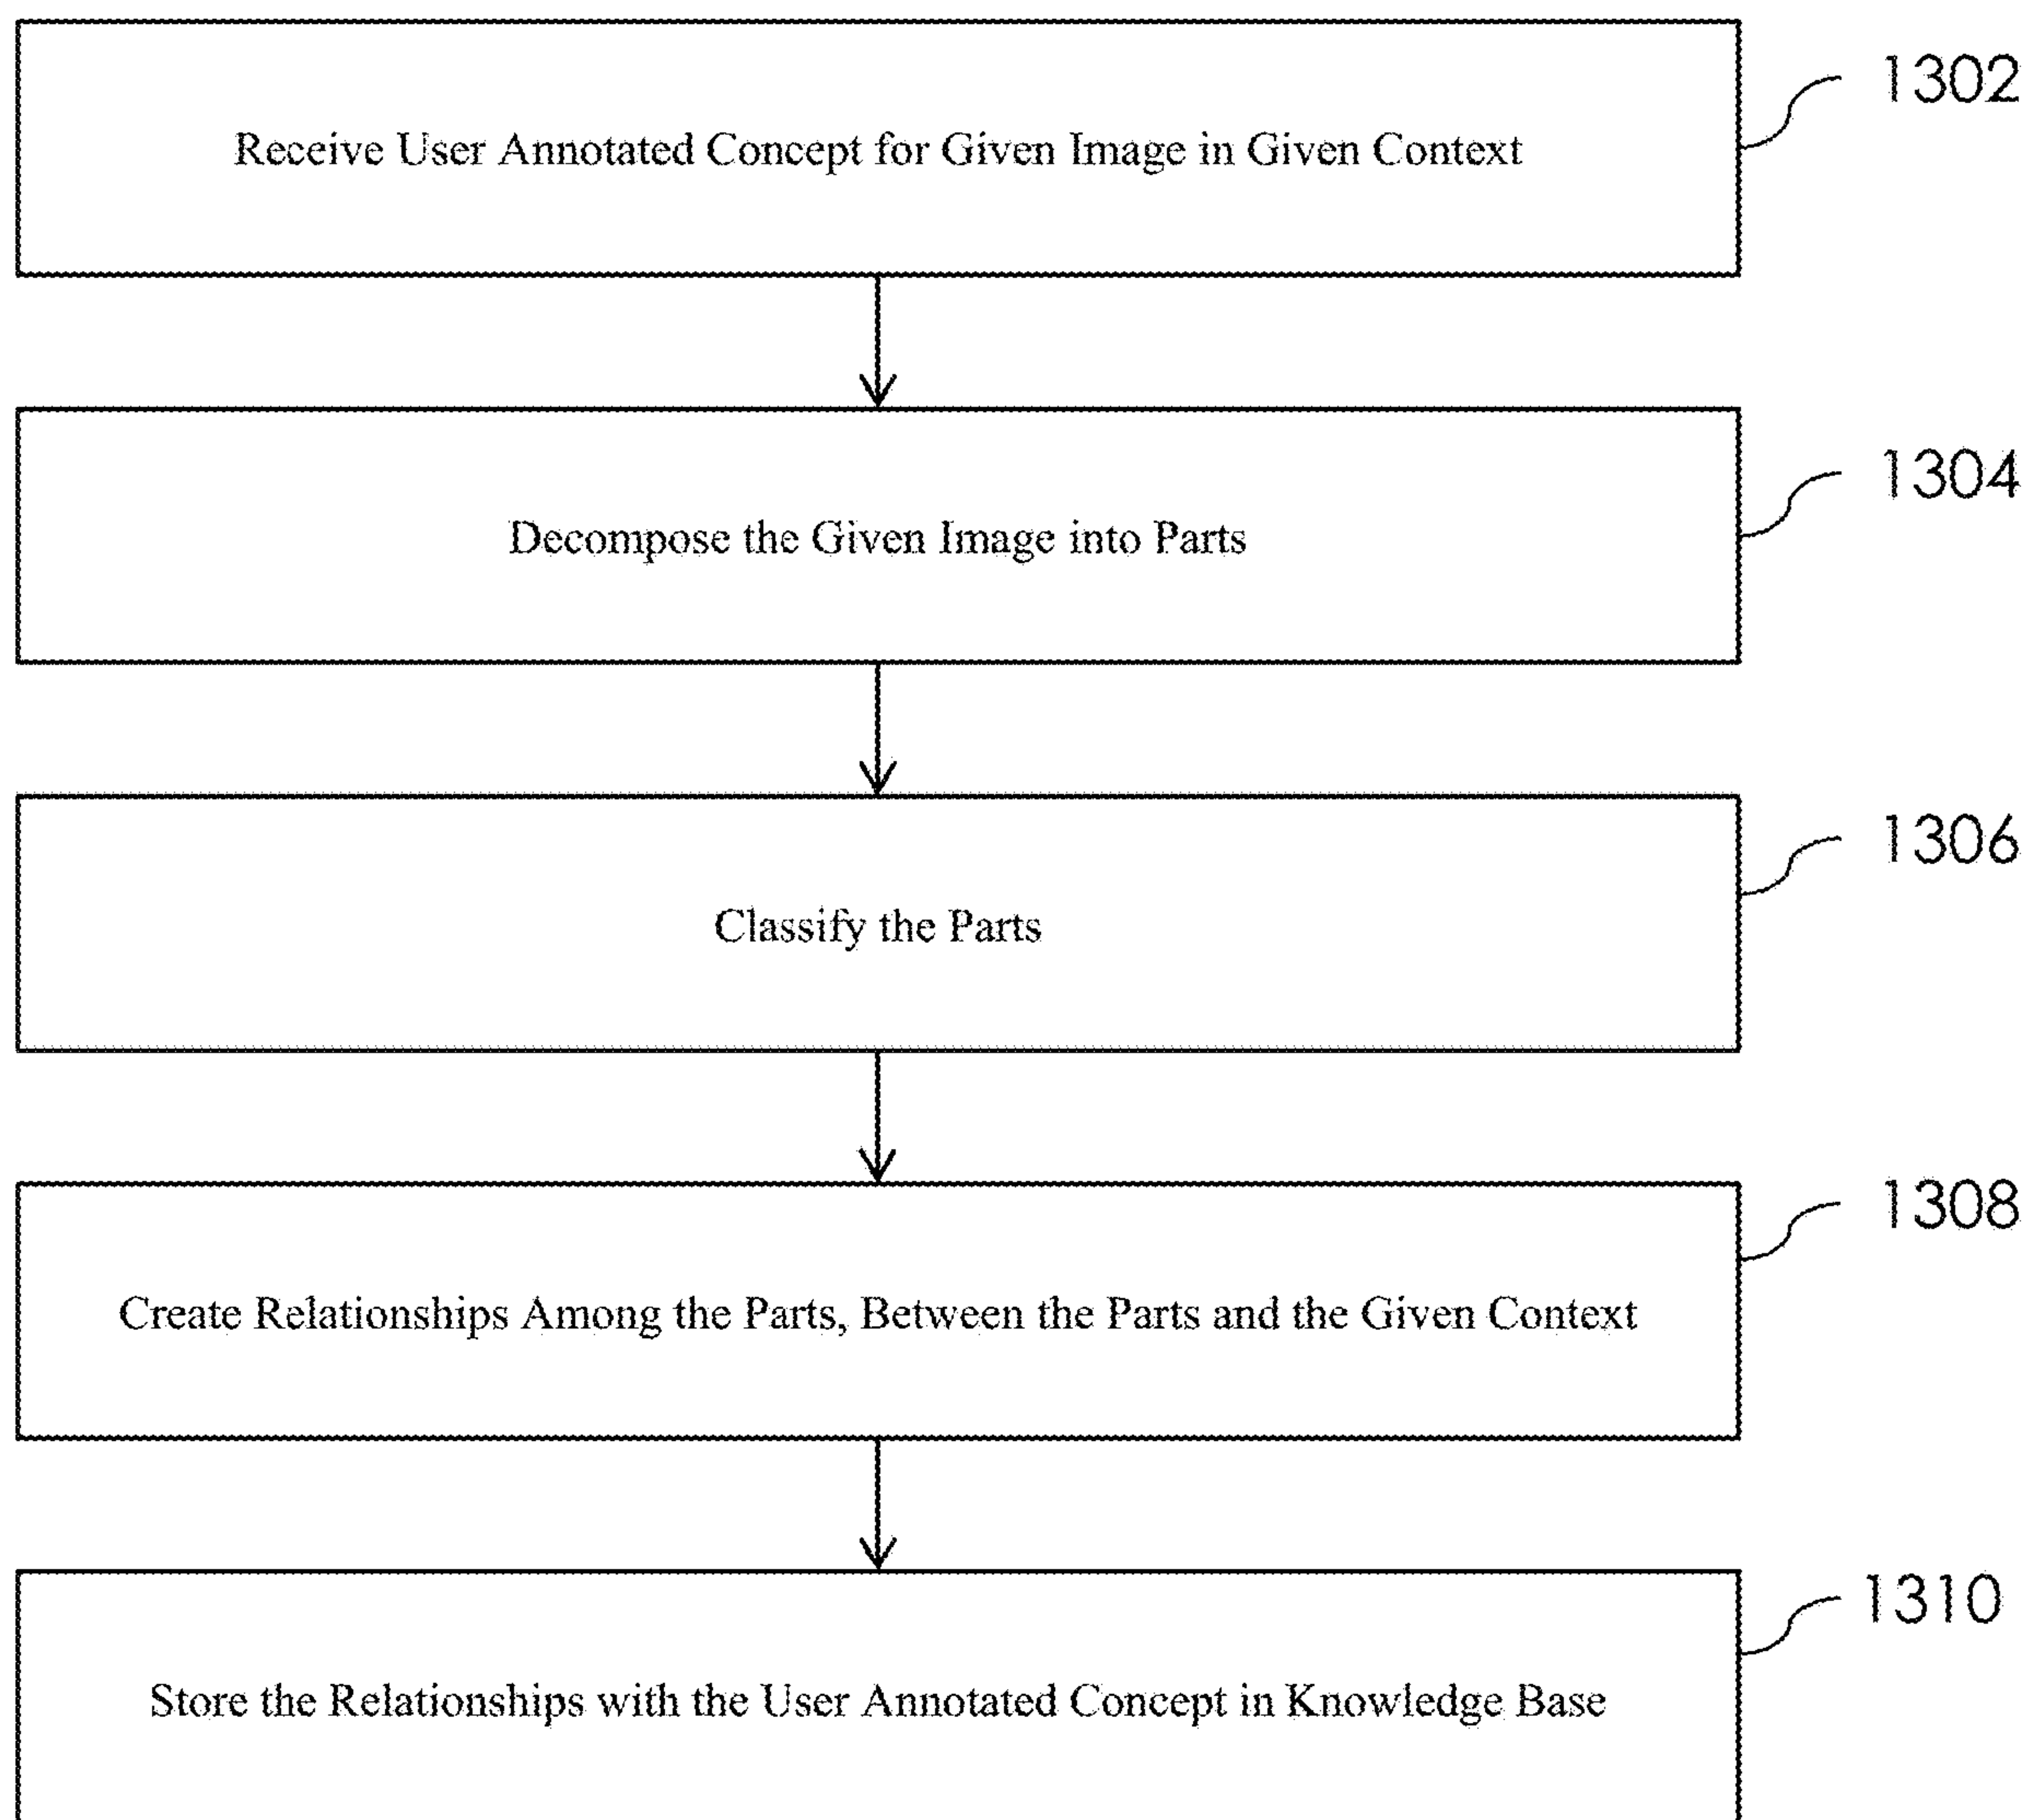 1302
Receive User Annotated Concept for Given Image in Given Context
1304
Decompose the Given Image into Parts
1306
Classify the Parts
1308
Create Relationships Among the Parts, Between the Parts and the Given Context
1310
Store the Relationships with the User Annotated Concept in Knowledge Base